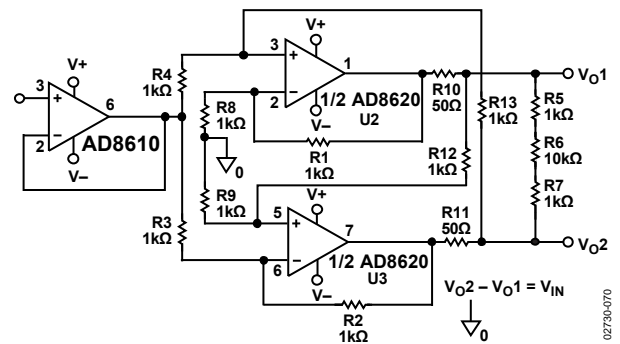 3
V+
1
V–
2
1/2 AD8620
U2
R4
1kΩ
R8
1kΩ
R1
1kΩ
R10
50Ω
R13
1kΩ
R12
1kΩ
VO1
R5
1kΩ
R6
10kΩ
R7
1kΩ
3
V+
6
2
V–
AD8610
0
R9
1kΩ
R3
1kΩ
V+
5
7
6
V–
1/2 AD8620
U3
R11
50Ω
VO2
R2
1kΩ
VO2 – VO1 = VIN
0
02730-070